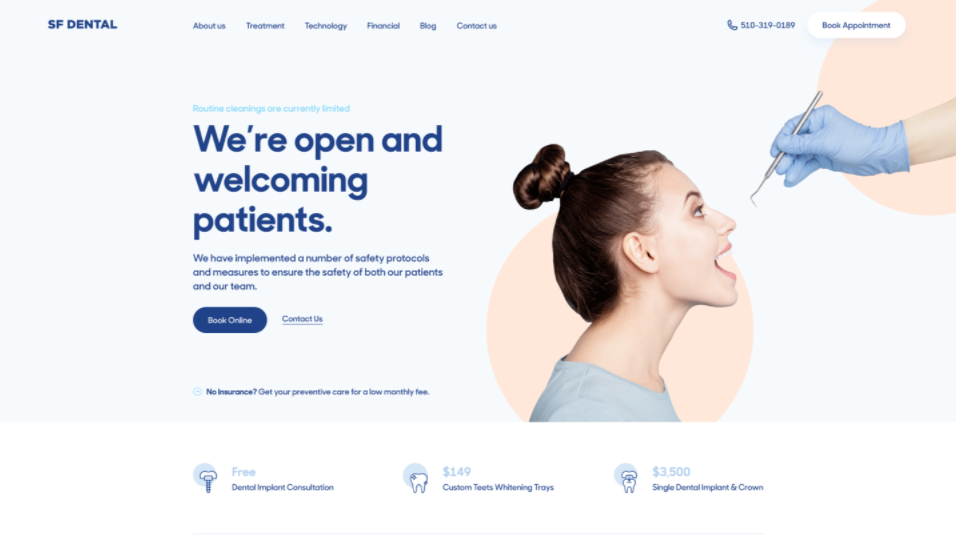 SF DENTAL
About us Treatment Technology Financial Blog Contact us
510-319-0189
Book Appointment
Routine cleanings are currently limited
We're open and
welcoming
patients.
We have implemented a number of safety protocols
and measures to ensure the safety of both our patients
and our team.
Book Online
Contact Us
No Insurance? Get your preventive care for a low monthly fee.
Free
Dental Implant Consultation
$149
Custom Teets Whitening Trays
$3,500
Single Dental Implant & Crown